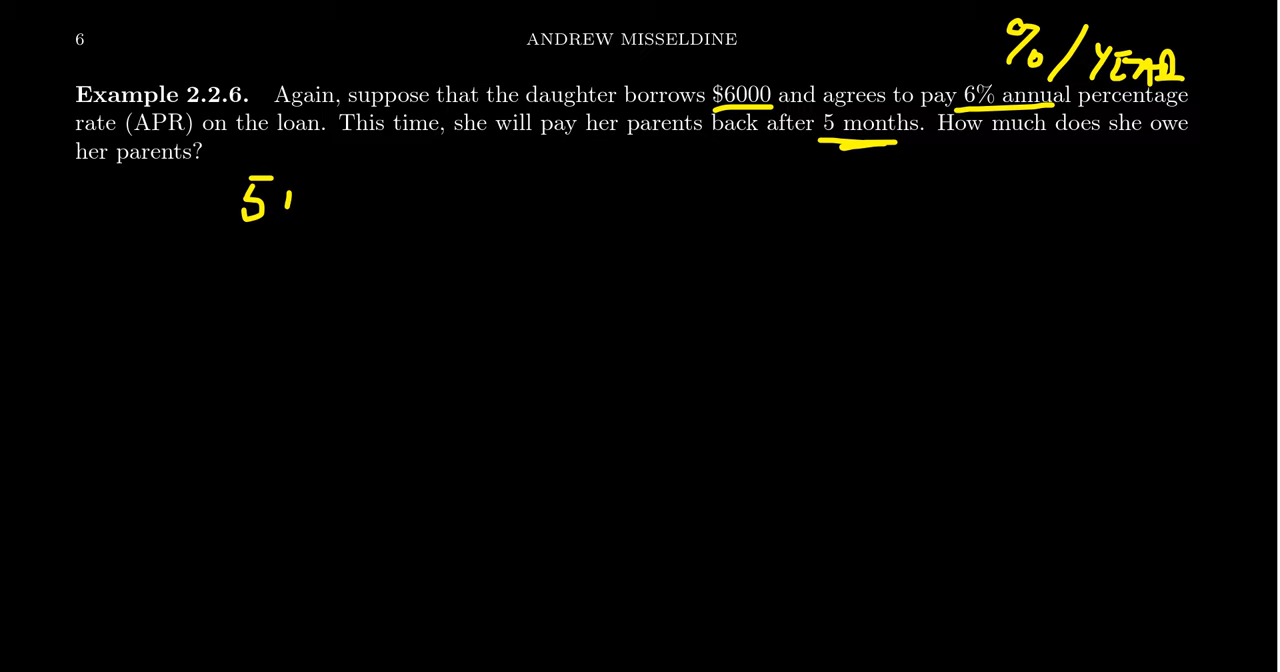 6 ANDREW MISSELDINE
%/YEAR
Example 2.2.6. Again, suppose that the daughter borrows $6000 and agrees to pay 6% annual percentage
rate (APR) on the loan. This time, she will pay her parents back after 5 months. How much does she owe
her parents?
5